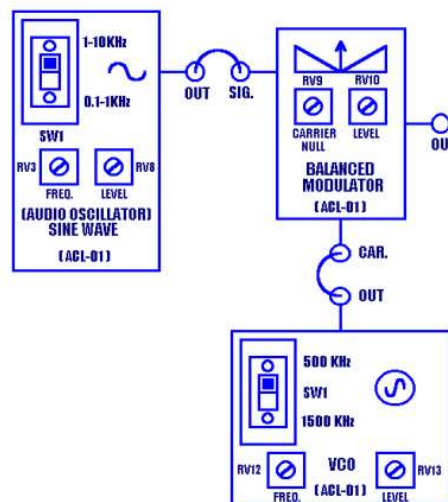 1-10KHz
0.1-1KHz
SW1
RV3
RV8
FREQ.
LEVEL
(AUDIO OSCILLATOR)
SINE WAVE
(ACL-01)
OUT
SIG.
RV9
RV10
CARRIER
NULL
LEVEL
BALANCED
MODULATOR
(ACL-01)
OU
CAR.
OUT
500 KHz
SW1
1500 KHz
RV12
VCO
RV13
FREQ.
(ACL-01)
LEVEL